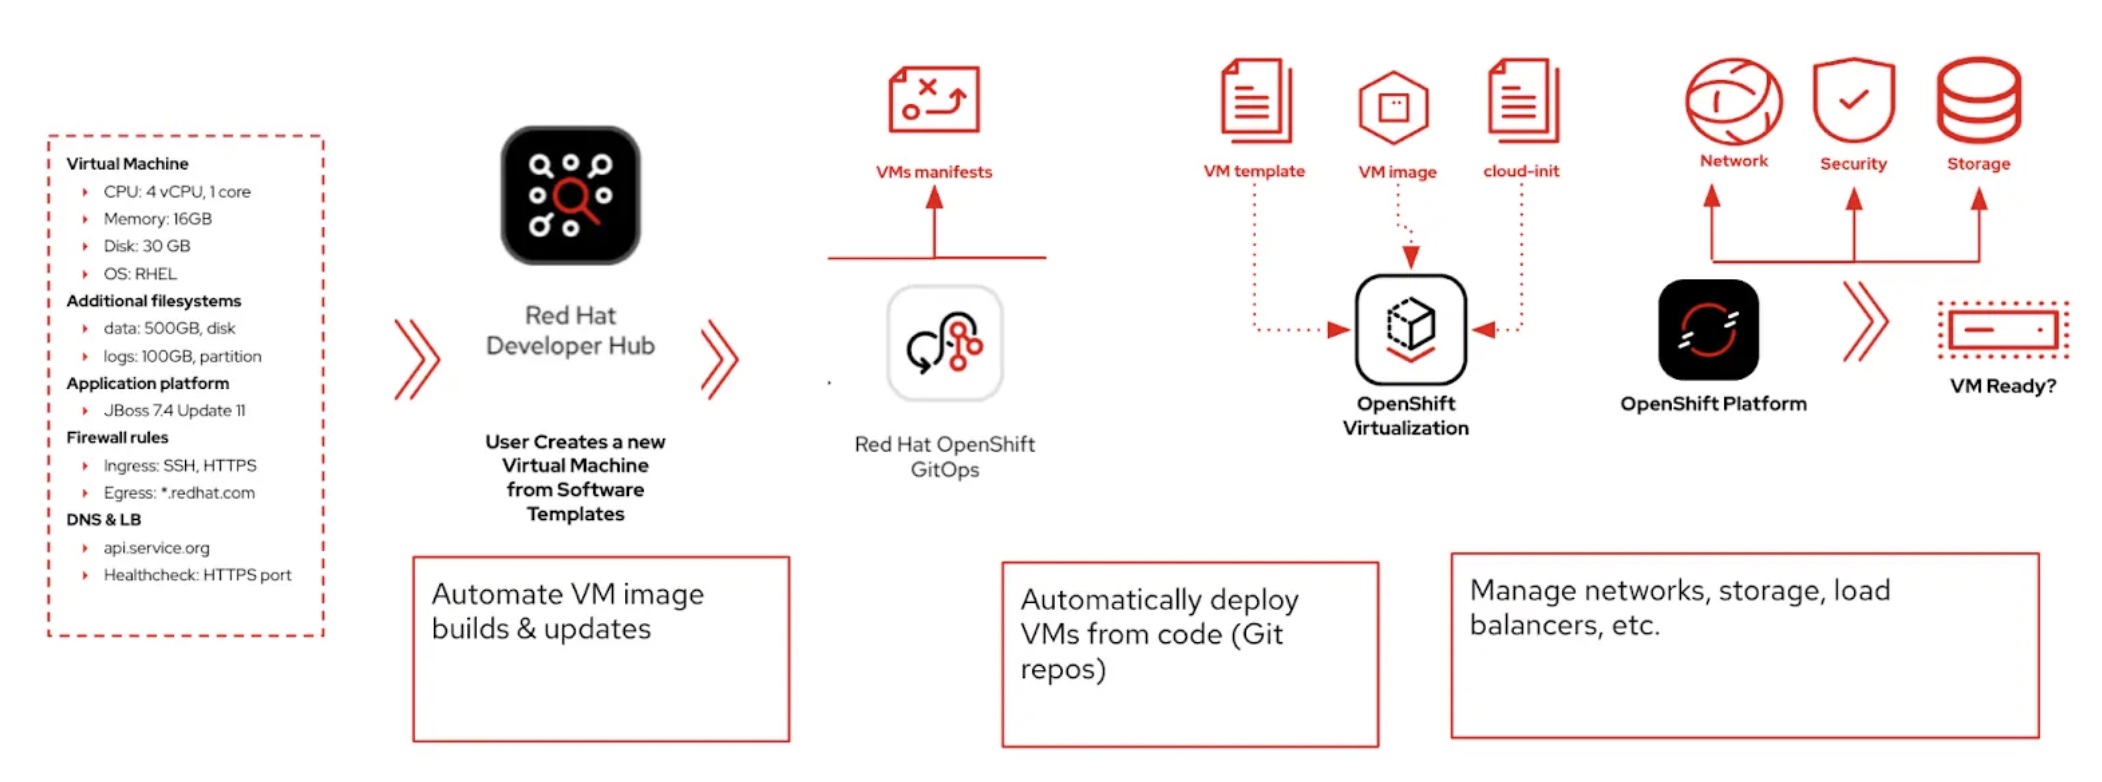 Virtual Machine
CPU: 4 vCPU, 1 core
Memory: 16GB
Disk: 30 GB
OS: RHEL
Additional filesystems
data: 500GB, disk
logs: 100GB, partition
Application platform
JBoss 7.4 Update 11
Firewall rules
Ingress: SSH, HTTPS
Egress: *.redhat.com
DNS & LB
api.service.org
Healthcheck: HTTPS port
Red Hat
Developer Hub
User Creates a new
Virtual Machine
from Software
Templates
VMs manifests
Red Hat OpenShift
GitOps
VM template
VM image
cloud-init
OpenShift
Virtualization
Network
Security
Storage
OpenShift Platform
VM Ready?
Automate VM image
builds & updates
Automatically deploy
VMs from code (Git
repos)
Manage networks, storage, load
balancers, etc.